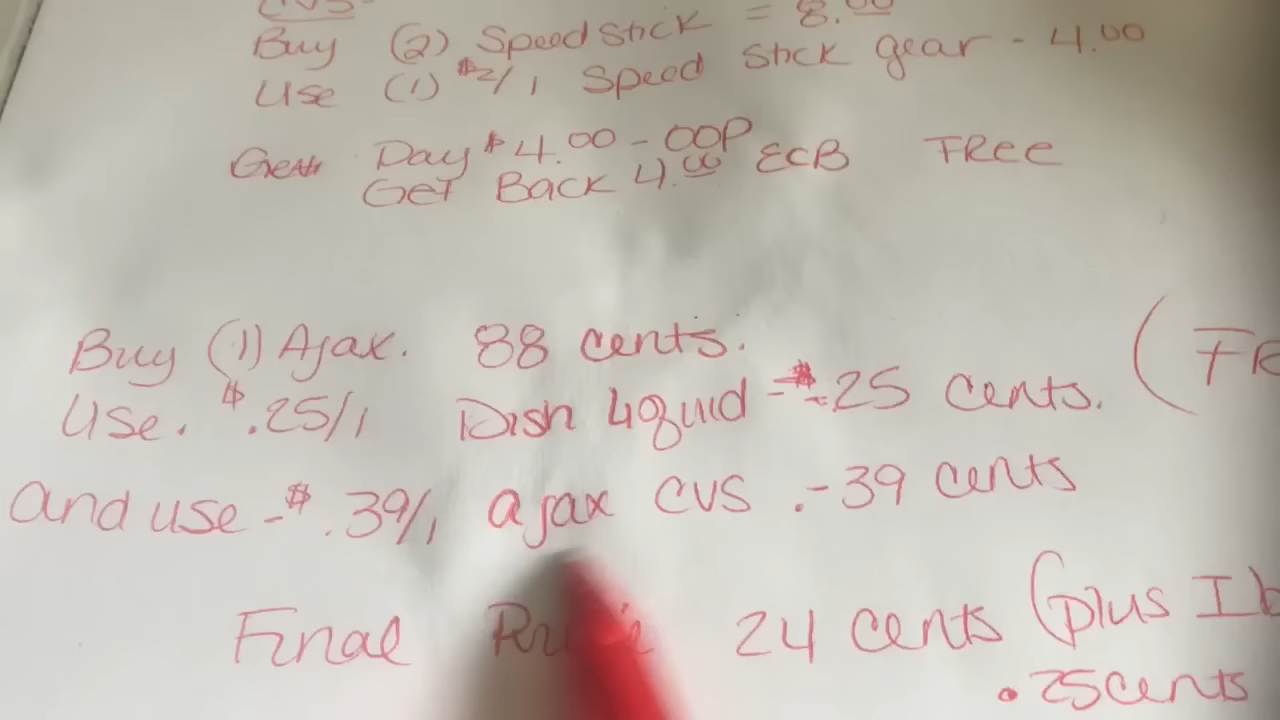 CVS
Buy (2) Speed Stick = 8.00
Use (1) $2/1 Speed Stick gear - 4.00
Day $4.00 - OOP
Get Back 4.00 ECB FREE
Buy (1) Ajax. 88 cents.
Use. $.25/1 Dish Liquid - .25 cents.
And use -$.39/1 ajax CVS .-39 cents
Final 24 cents (plus
.25 cents